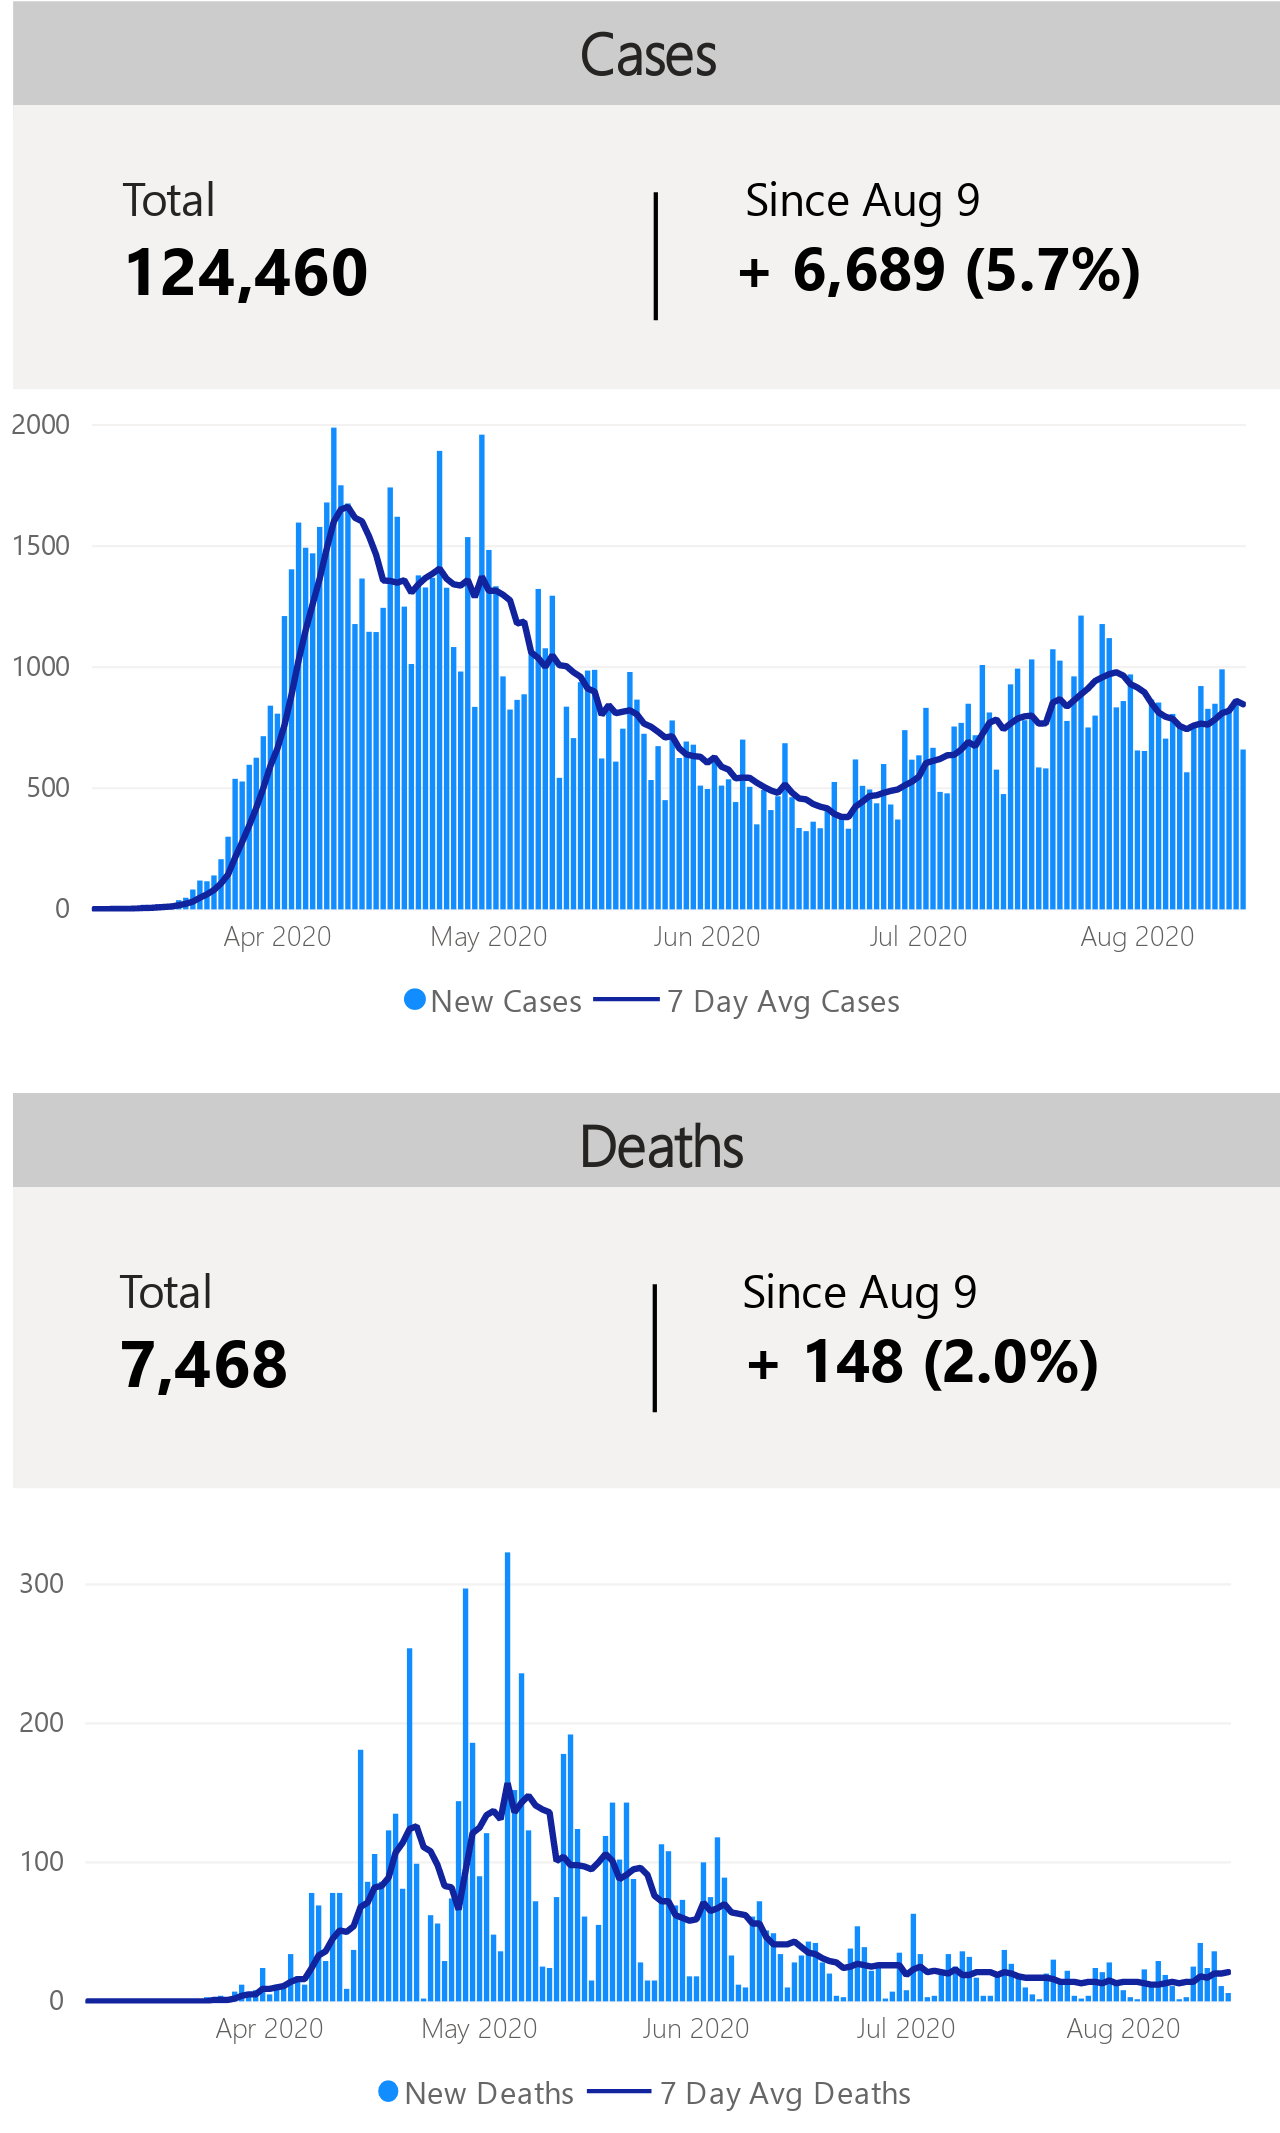 Cases
Total
Since Aug 9
124,460
+ 6,689 (5.7%)
2000
1500
1000
500
0
Apr 2020 May 2020 Jun 2020 Jul 2020 Aug 2020
New Cases 7 Day Avg Cases
Deaths
Total
Since Aug 9
7,468
+ 148 (2.0%)
300
200
100
0
Apr 2020 May 2020 Jun 2020 Jul 2020 Aug 2020
New Deaths 7 Day Avg Deaths